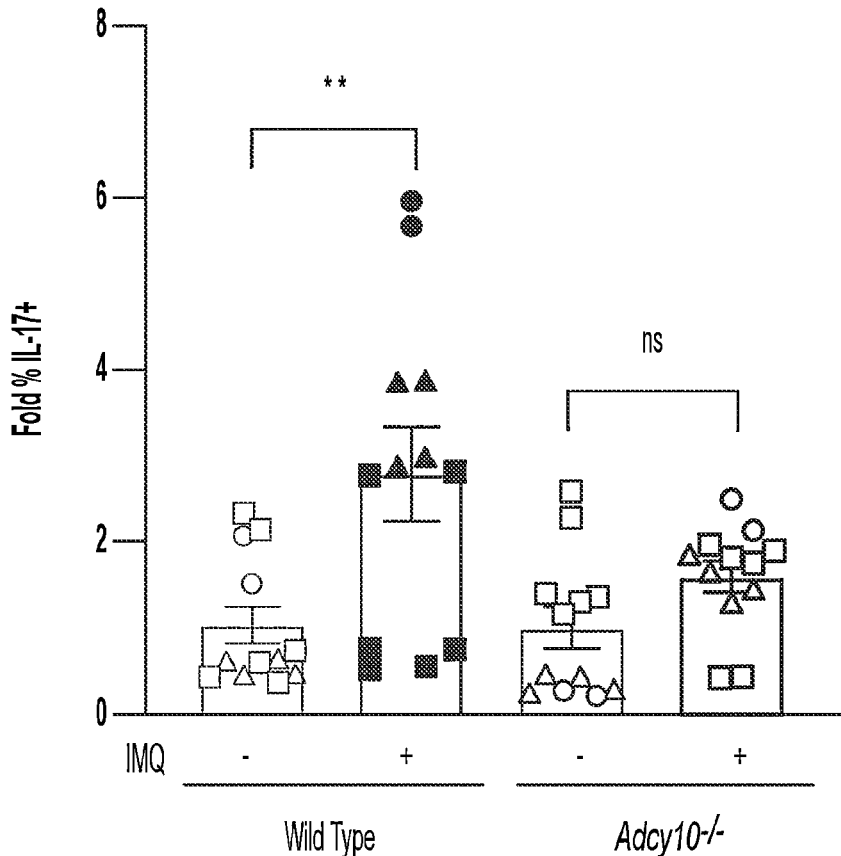 8
**
6
Fold % IL-17+
4
ns
2
0
IMQ - + - +
Wild Type Adcy10-/-